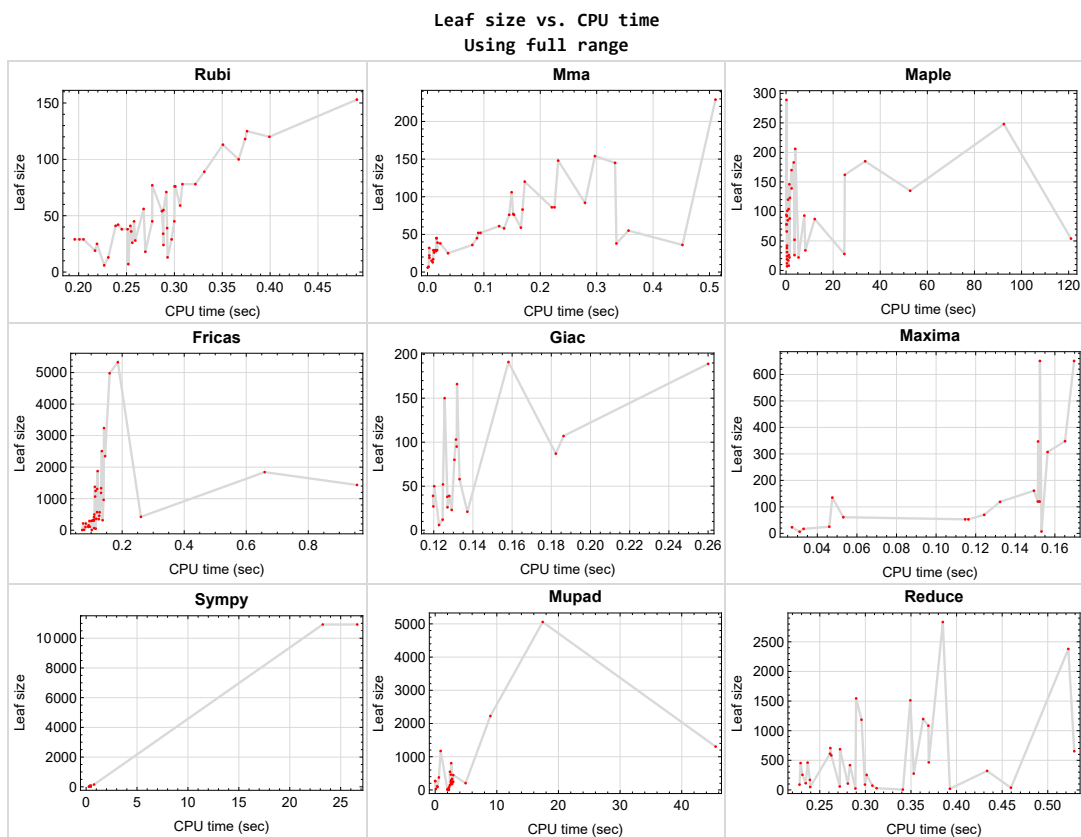 Leaf size vs. CPU time
Using full range
Rubi
Leaf size
150
100
50
0
0.20 0.25 0.30 0.35 0.40 0.45
CPU time (sec)
Mma
Leaf size
200
150
100
50
0
0.0 0.1 0.2 0.3 0.4 0.5
CPU time (sec)
Maple
Leaf size
300
250
200
150
100
50
0
0 20 40 60 80 100 120
CPU time (sec)
Fricas
Leaf size
5000
4000
3000
2000
1000
0
0.2 0.4 0.6 0.8
CPU time (sec)
Giac
Leaf size
200
150
100
50
0
0.12 0.14 0.16 0.18 0.20 0.22 0.24 0.26
CPU time (sec)
Maxima
Leaf size
600
500
400
300
200
100
0
0.04 0.06 0.08 0.10 0.12 0.14 0.16
CPU time (sec)
Sympy
Leaf size
10000
8000
6000
4000
2000
0
0 5 10 15 20 25
CPU time (sec)
Mupad
Leaf size
5000
4000
3000
2000
1000
0
0 10 20 30 40
CPU time (sec)
Reduce
Leaf size
2500
2000
1500
1000
500
0
0.25 0.30 0.35 0.40 0.45 0.50
CPU time (sec)